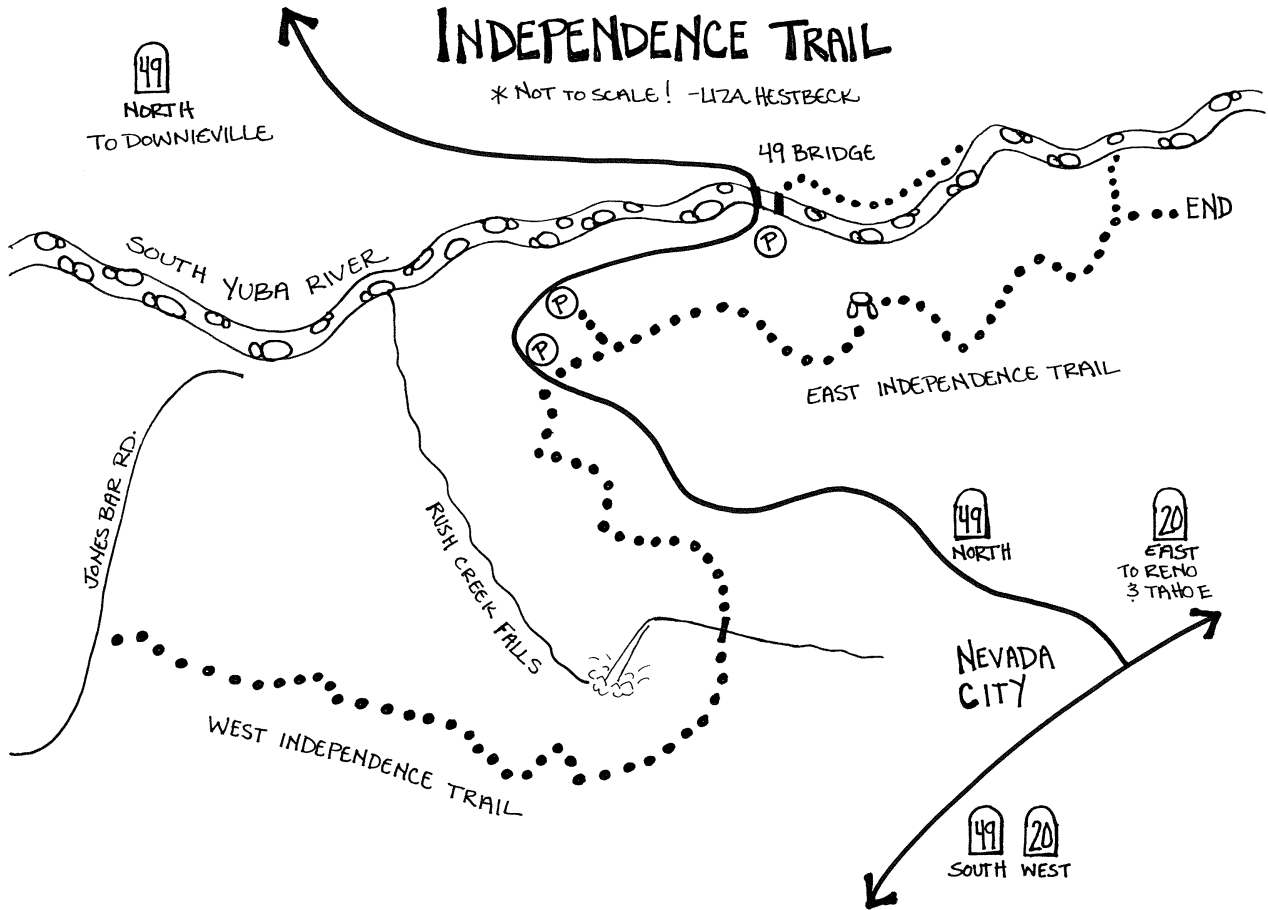 INDEPENDENCE TRAIL
* NOT TO SCALE! -LIZA HESTBECK
49
NORTH
TO DOWNIEVILLE
49 BRIDGE
END
SOUTH YUBA RIVER
P
P
P
EAST INDEPENDENCE TRAIL
JONES BAR RD.
RUSH CREEK FALLS
49
NORTH
20
EAST
TO RENO
& TAHOE
NEVADA
CITY
WEST INDEPENDENCE TRAIL
49 20
SOUTH WEST